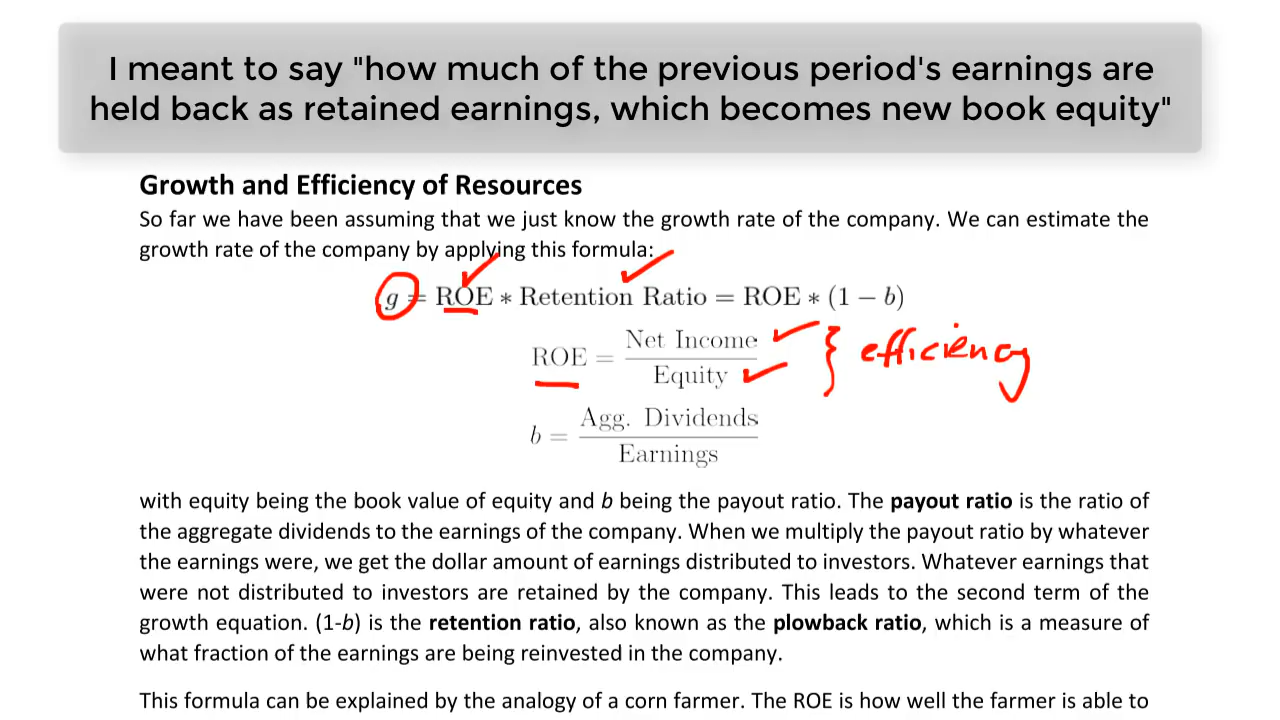 I meant to say "how much of the previous period's earnings are
held back as retained earnings, which becomes new book equity"
Growth and Efficiency of Resources
So far we have been assuming that we just know the growth rate of the company. We can estimate the
growth rate of the company by applying this formula:
g = ROE ∗ Retention Ratio = ROE ∗ (1 − b)
ROE = Net Income / Equity } efficiency
b = Agg. Dividends / Earnings
with equity being the book value of equity and b being the payout ratio. The payout ratio is the ratio of
the aggregate dividends to the earnings of the company. When we multiply the payout ratio by whatever
the earnings were, we get the dollar amount of earnings distributed to investors. Whatever earnings that
were not distributed to investors are retained by the company. This leads to the second term of the
growth equation. (1-b) is the retention ratio, also known as the plowback ratio, which is a measure of
what fraction of the earnings are being reinvested in the company.
This formula can be explained by the analogy of a corn farmer. The ROE is how well the farmer is able to